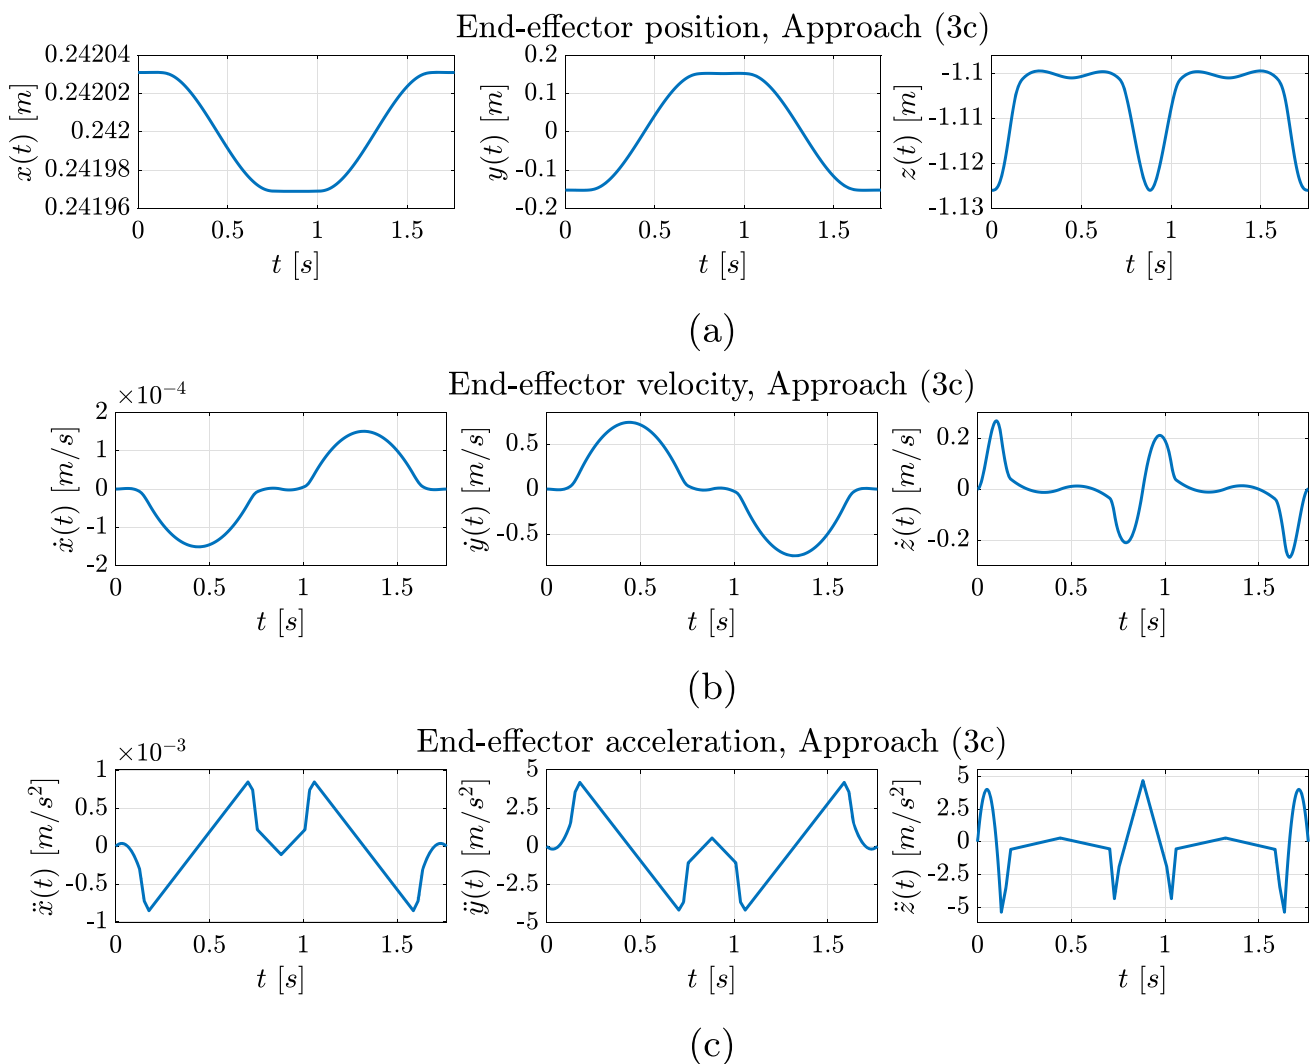 End-effector position, Approach (3c)
x(t) [m]
0.24204
0.24202
0.242
0.24198
0.24196
0 0.5 1 1.5
t [s]
y(t) [m]
0.2
0.1
0
-0.1
-0.2
0 0.5 1 1.5
t [s]
z(t) [m]
-1.1
-1.11
-1.12
-1.13
0 0.5 1 1.5
t [s]
(a)
End-effector velocity, Approach (3c)
×10⁻⁴
ẋ(t) [m/s]
2
1
0
-1
-2
0 0.5 1 1.5
t [s]
ẏ(t) [m/s]
0.5
0
-0.5
0 0.5 1 1.5
t [s]
ż(t) [m/s]
0.2
0
-0.2
0 0.5 1 1.5
t [s]
(b)
End-effector acceleration, Approach (3c)
×10⁻³
ẍ(t) [m/s²]
1
0.5
0
-0.5
-1
0 0.5 1 1.5
t [s]
ÿ(t) [m/s²]
5
2.5
0
-2.5
-5
0 0.5 1 1.5
t [s]
z̈(t) [m/s²]
5
2.5
0
-2.5
-5
0 0.5 1 1.5
t [s]
(c)